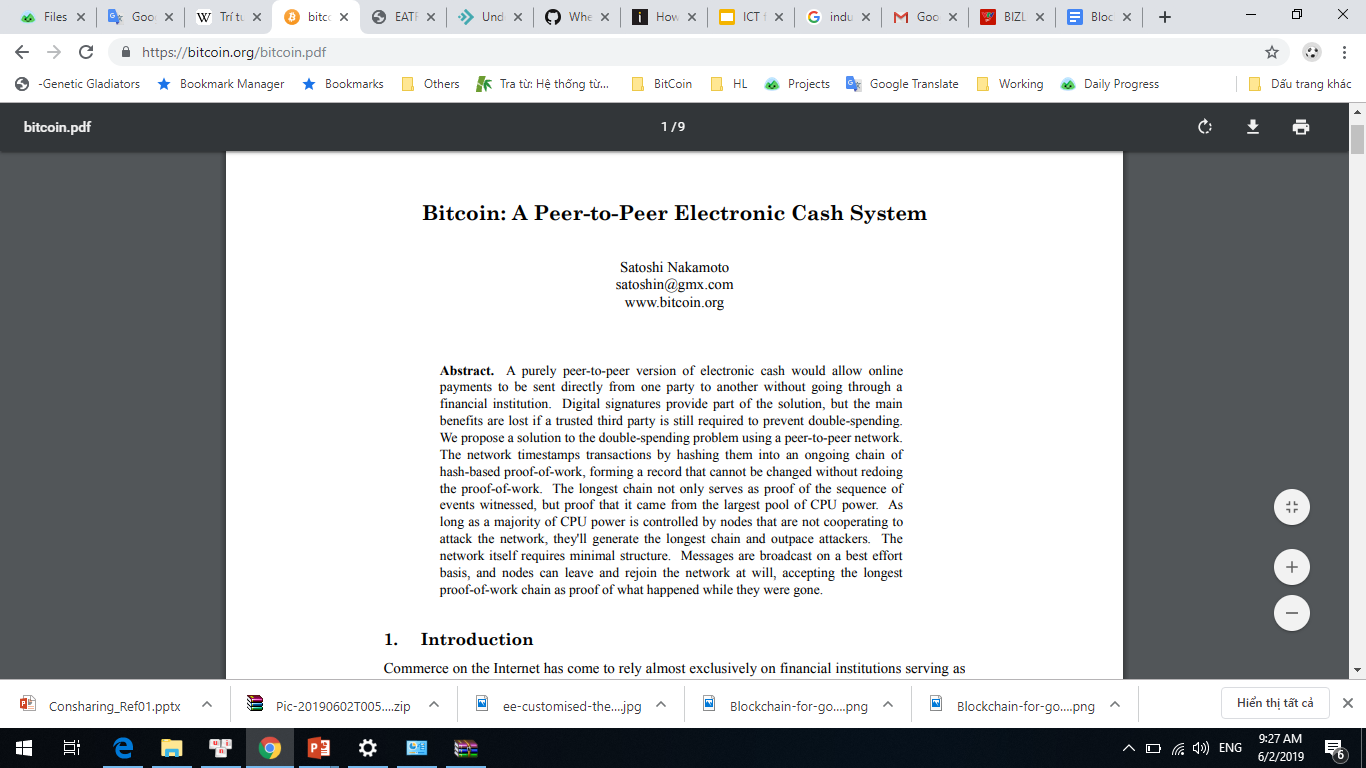 Files
Goo
Trí tu
bitc
EATF
Und
Whe
How
ICT f
indu
Goo
BIZL
Bloc
https://bitcoin.org/bitcoin.pdf
-Genetic Gladiators
Bookmark Manager
Bookmarks
Others
Tra từ: Hệ thống từ...
BitCoin
HL
Projects
Google Translate
Working
Daily Progress
Dấu trang khác
bitcoin.pdf
1 / 9
Bitcoin: A Peer-to-Peer Electronic Cash System
Satoshi Nakamoto
satoshin@gmx.com
www.bitcoin.org
Abstract. A purely peer-to-peer version of electronic cash would allow online
payments to be sent directly from one party to another without going through a
financial institution. Digital signatures provide part of the solution, but the main
benefits are lost if a trusted third party is still required to prevent double-spending.
We propose a solution to the double-spending problem using a peer-to-peer network.
The network timestamps transactions by hashing them into an ongoing chain of
hash-based proof-of-work, forming a record that cannot be changed without redoing
the proof-of-work. The longest chain not only serves as proof of the sequence of
events witnessed, but proof that it came from the largest pool of CPU power. As
long as a majority of CPU power is controlled by nodes that are not cooperating to
attack the network, they'll generate the longest chain and outpace attackers. The
network itself requires minimal structure. Messages are broadcast on a best effort
basis, and nodes can leave and rejoin the network at will, accepting the longest
proof-of-work chain as proof of what happened while they were gone.
1. Introduction
Commerce on the Internet has come to rely almost exclusively on financial institutions serving as
Consharing_Ref01.pptx
Pic-20190602T005....zip
ee-customised-the....jpg
Blockchain-for-go....png
Blockchain-for-go....png
Hiển thị tất cả
ENG
9:27 AM
6/2/2019
6